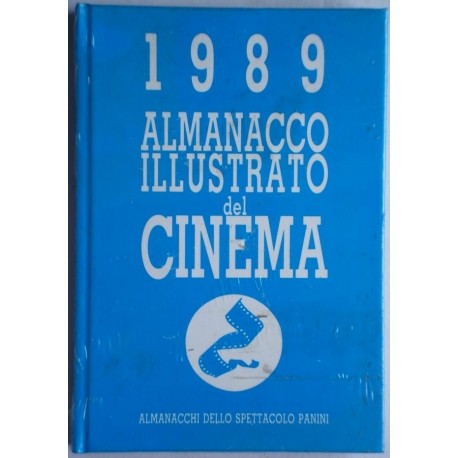 1989
ALMANACCO
ILLUSTRATO
del
CINEMA
ALMANACCHI DELLO SPETTACOLO PANINI